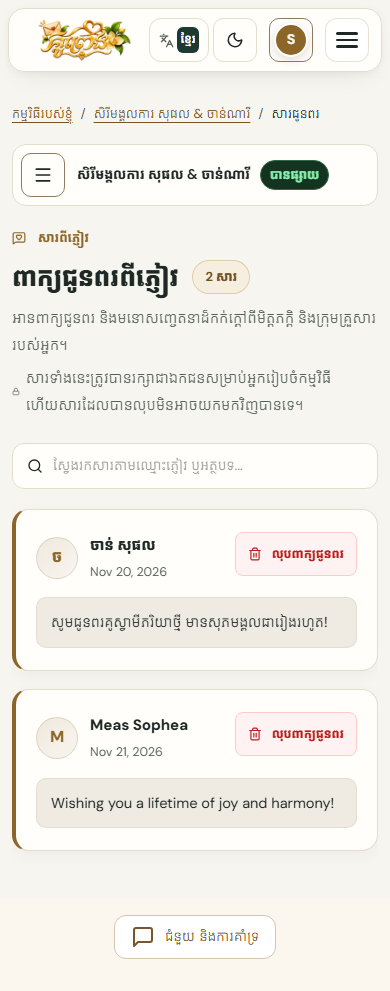 ខ្មែរ
S
កម្មវិធីរបស់ខ្ញុំ / សិរីមង្គលការ សុផល & ចាន់ណារី / សារជូនពរ
សិរីមង្គលការ សុផល & ចាន់ណារី
បានផ្សាយ
សារពីភ្ញៀវ
ពាក្យជូនពរពីភ្ញៀវ
2 សារ
អានពាក្យជូនពរ និងមនោសញ្ចេតនាដ៏កក់ក្តៅពីមិត្តភក្តិ និងក្រុមគ្រួសារ
របស់អ្នក។
សារទាំងនេះត្រូវបានរក្សាជាឯកជនសម្រាប់អ្នករៀបចំកម្មវិធី
ហើយសារដែលបានលុបមិនអាចយកមកវិញបានទេ។
ស្វែងរកសារតាមឈ្មោះភ្ញៀវ ឬអត្ថបទ...
ច
ចាន់ សុផល
Nov 20, 2026
លុបពាក្យជូនពរ
សូមជូនពរគូស្វាមីភរិយាថ្មី មានសុភមង្គលជារៀងរហូត!
M
Meas Sophea
Nov 21, 2026
លុបពាក្យជូនពរ
Wishing you a lifetime of joy and harmony!
ជំនួយ និងការគាំទ្រ